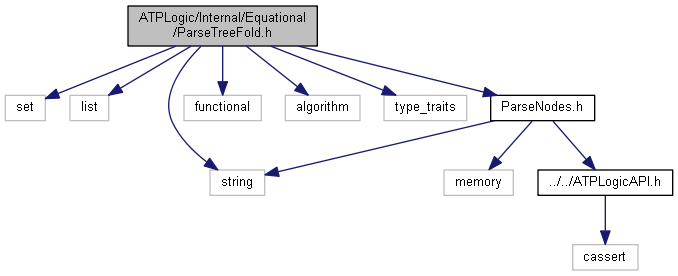 ATPLogic/Internal/Equational
/ParseTreeFold.h
set
list
functional
algorithm
type_traits
ParseNodes.h
string
memory
../../ATPLogicAPI.h
cassert